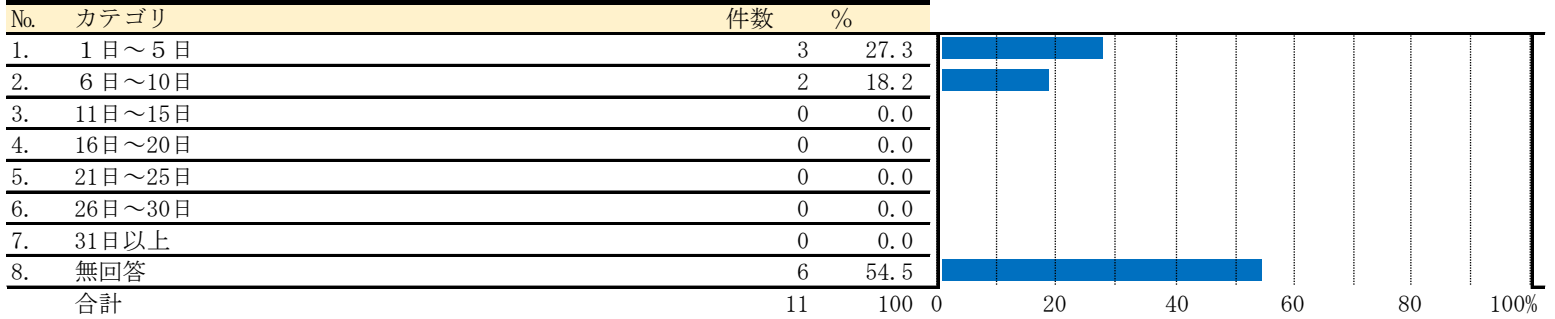 № カテゴリ 件数 %
1. １日～５日 3 27.3
2. ６日～10日 2 18.2
3. 11日～15日 0 0.0
4. 16日～20日 0 0.0
5. 21日～25日 0 0.0
6. 26日～30日 0 0.0
7. 31日以上 0 0.0
8. 無回答 6 54.5
合計 11 100 0 20 40 60 80 100%